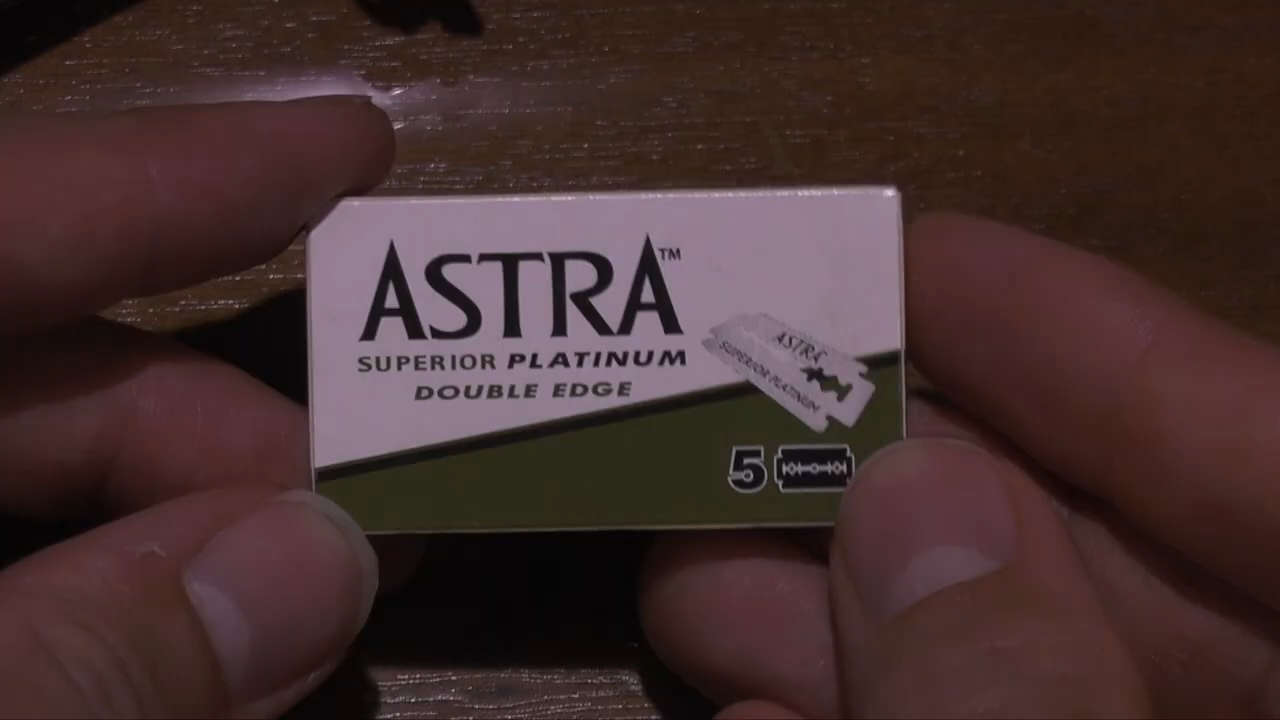 ASTRA™
SUPERIOR PLATINUM
DOUBLE EDGE
ASTRA
SUPERIOR PLATINUM
5